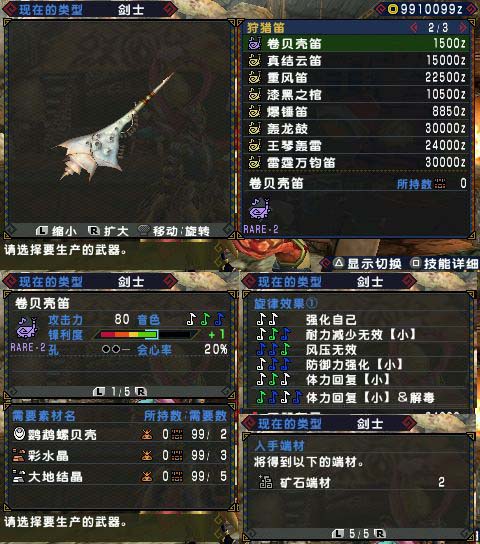 现在的类型 剑士
9910099z
狩猎笛 2/3
卷贝壳笛 1500z
真结云笛 15000z
重风笛 22500z
漆黑之棺 10500z
爆锤笛 8850z
轰龙鼓 30000z
王琴轰雷 24000z
雷霆万钧笛 30000z
卷贝壳笛 所持数 0
RARE-2
L 缩小 R 扩大 移动/旋转
请选择要生产的武器。
△显示切换 □技能详细
现在的类型 剑士
卷贝壳笛
攻击力 80 音色
锋利度 +1
RARE-2
孔 ○○— 会心率 20%
L 1/5 R
需要素材名 所持数/需要数
鹦鹉螺贝壳 0 99/ 2
彩水晶 0 99/ 3
大地结晶 0 99/ 5
请选择要生产的武器。
现在的类型 剑士
旋律效果①
强化自己
耐力减少无效【小】
风压无效
防御力强化【小】
体力回复【小】
体力回复【小】&解毒
现在的类型 剑士
入手端材
将得到以下的端材。
矿石端材 2
L 5/5 R